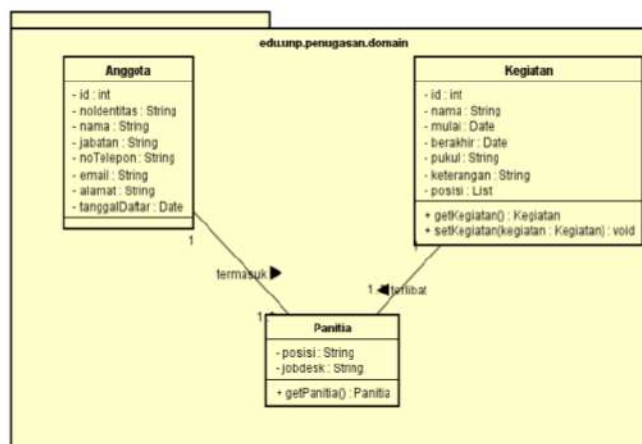 edu.unp.penugasan.domain
Anggota
- id : int
- noIdentitas : String
- nama : String
- jabatan : String
- noTelepon : String
- email : String
- alamat : String
- tanggalDaftar : Date
Kegiatan
- id : int
- nama : String
- mulai : Date
- berakhir : Date
- pukul : String
- keterangan : String
- posisi : List
+ getKegiatan() : Kegiatan
+ setKegiatan(kegiatan : Kegiatan) : void
1
1
termasuk
1..
terlibat
1..
Panitia
- posisi : String
- jobdesk : String
+ getPanitia() : Panitia